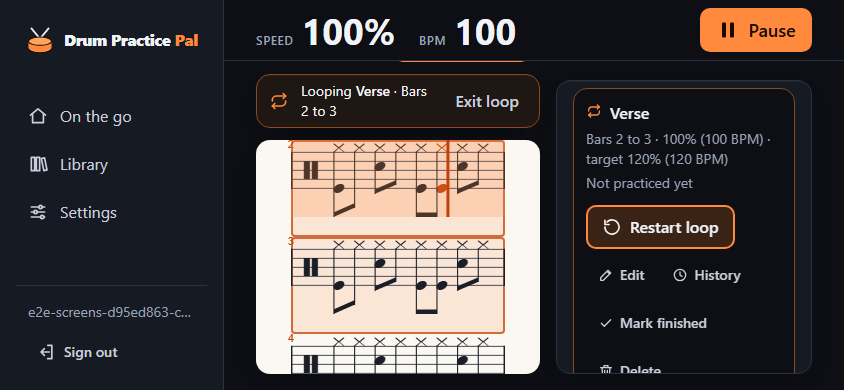 Drum Practice Pal
On the go
Library
Settings
e2e-screens-d95ed863-c...
Sign out
SPEED 100% BPM 100
Pause
Looping Verse · Bars
2 to 3
Exit loop
2
3
4
Verse
Bars 2 to 3 · 100% (100 BPM) ·
target 120% (120 BPM)
Not practiced yet
Restart loop
Edit
History
Mark finished
Delete